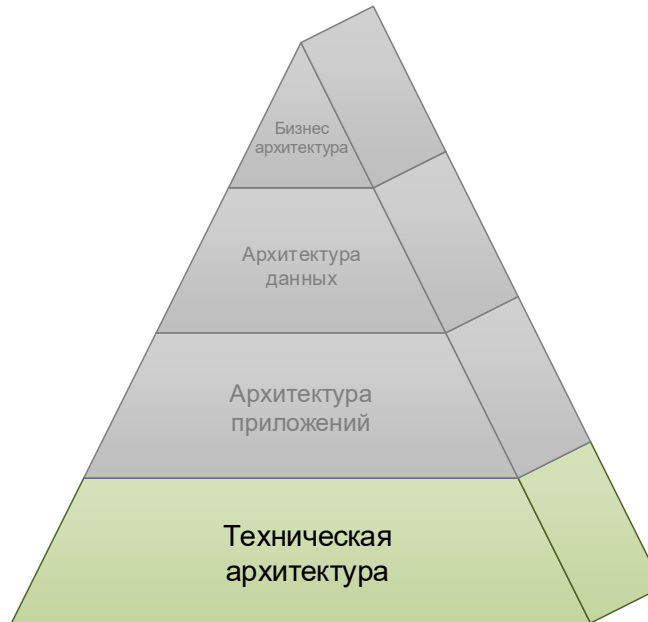 Бизнес
архитектура
Архитектура
данных
Архитектура
приложений
Техническая
архитектура